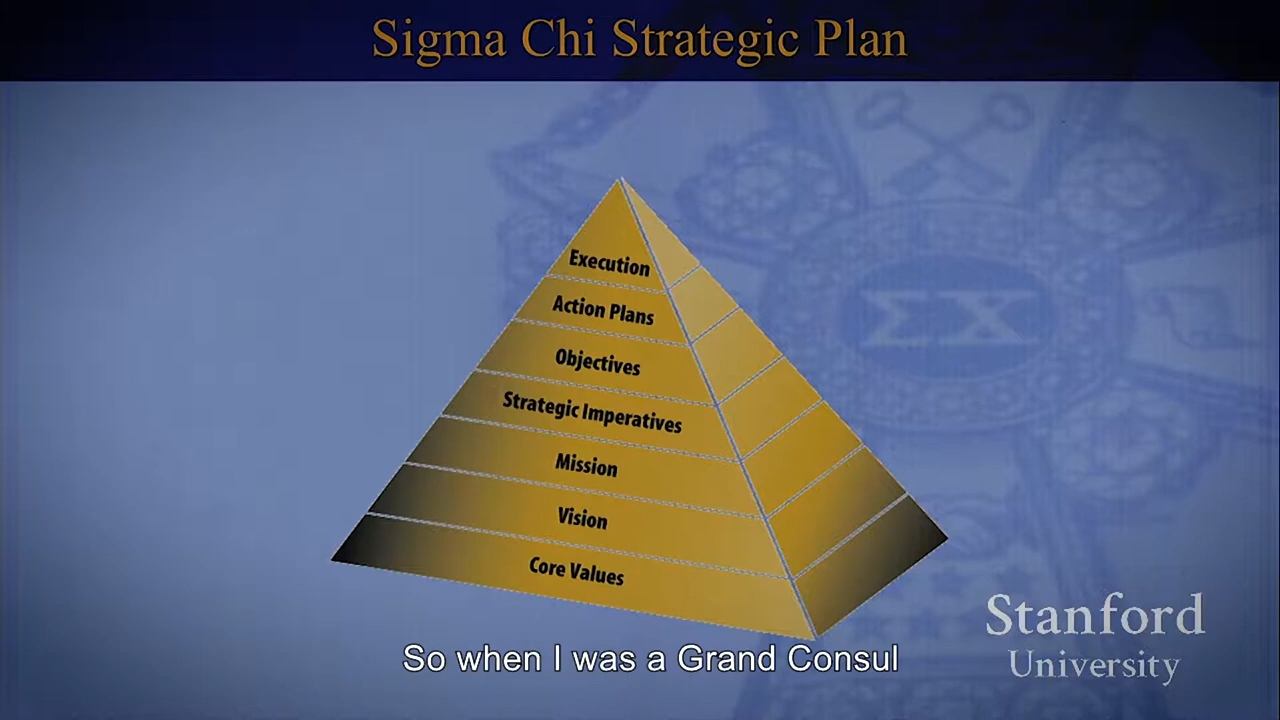 Sigma Chi Strategic Plan
Execution
Action Plans
Objectives
Strategic Imperatives
Mission
Vision
Core Values
ΣΧ
So when I was a Grand Consul
Stanford
University